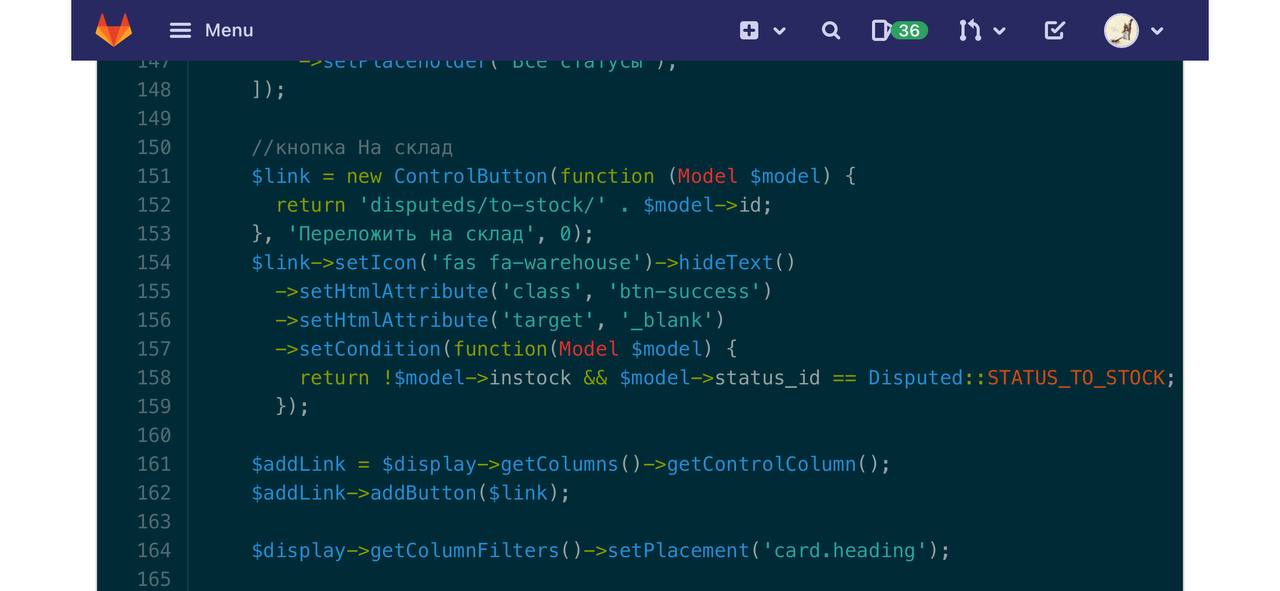 Menu
36
147 ->setPlaceholder('Все статусы');
148 ]);
149
150 //кнопка На склад
151 $link = new ControlButton(function (Model $model) {
152 return 'disputeds/to-stock/' . $model->id;
153 }, 'Переложить на склад', 0);
154 $link->setIcon('fas fa-warehouse')->hideText()
155 ->setHtmlAttribute('class', 'btn-success')
156 ->setHtmlAttribute('target', '_blank')
157 ->setCondition(function(Model $model) {
158 return !$model->instock && $model->status_id == Disputed::STATUS_TO_STOCK;
159 });
160
161 $addLink = $display->getColumns()->getControlColumn();
162 $addLink->addButton($link);
163
164 $display->getColumnFilters()->setPlacement('card.heading');
165